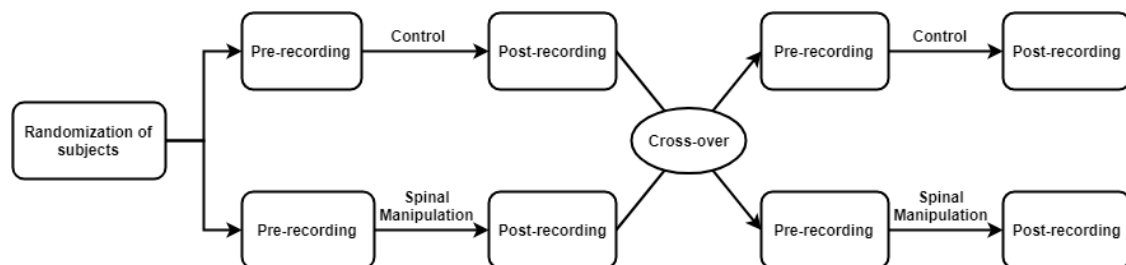 Pre-recording
Control
Post-recording
Pre-recording
Control
Post-recording
Randomization of
subjects
Cross-over
Pre-recording
Spinal
Manipulation
Post-recording
Pre-recording
Spinal
Manipulation
Post-recording